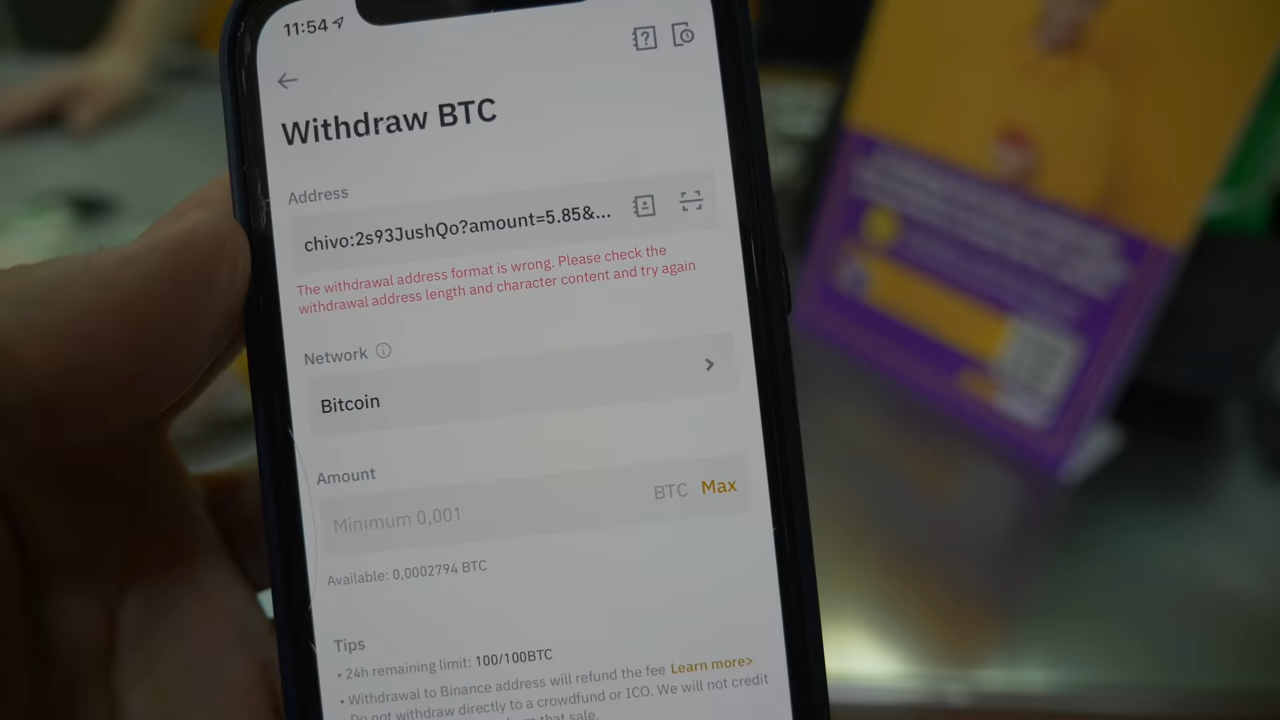 11:54
Withdraw BTC
Address
chivo:2s93JushQo?amount=5.85&...
The withdrawal address format is wrong. Please check the
withdrawal address length and character content and try again
Network
Bitcoin
Amount
Minimum 0,001
BTC Max
Available: 0,0002794 BTC
Tips
• 24h remaining limit: 100/100BTC
• Withdrawal to Binance address will refund the fee Learn more>
• Do not withdraw directly to a crowdfund or ICO. We will not credit
that sale.